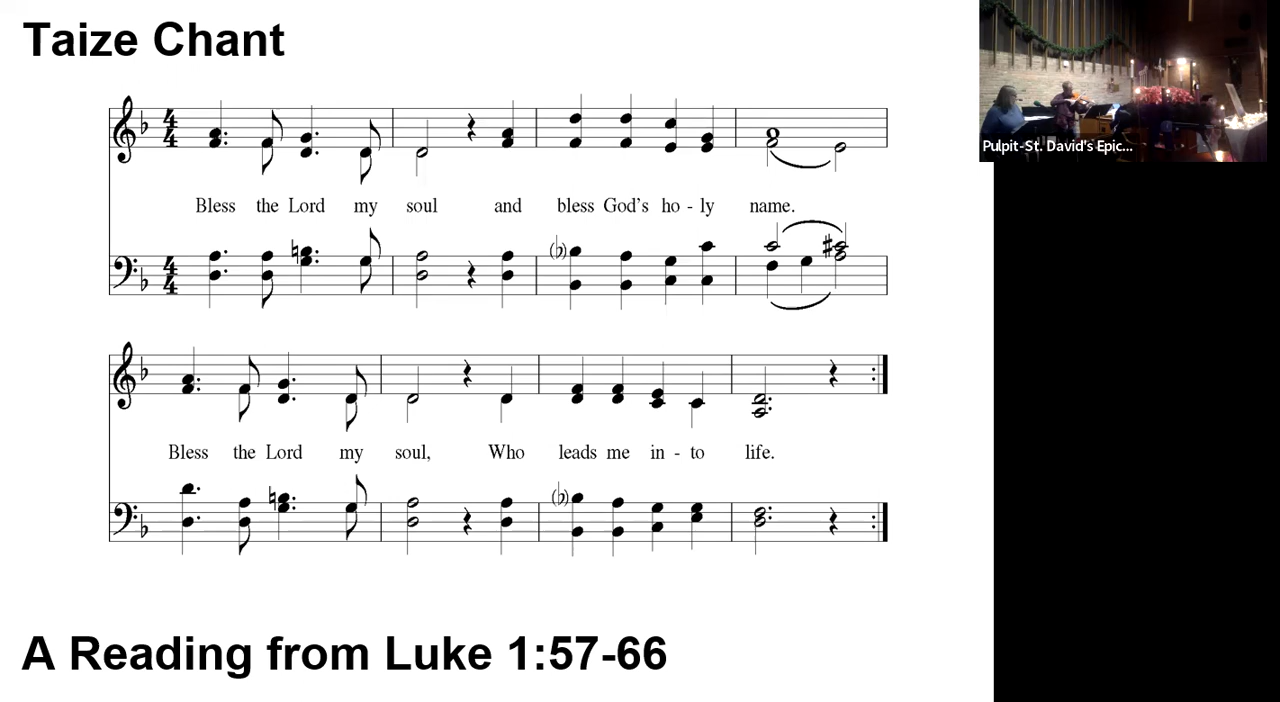 Taize Chant
Bless the Lord my soul and bless God's ho - ly name.
Bless the Lord my soul, Who leads me in - to life.
A Reading from Luke 1:57-66
Pulpit-St. David's Epic...